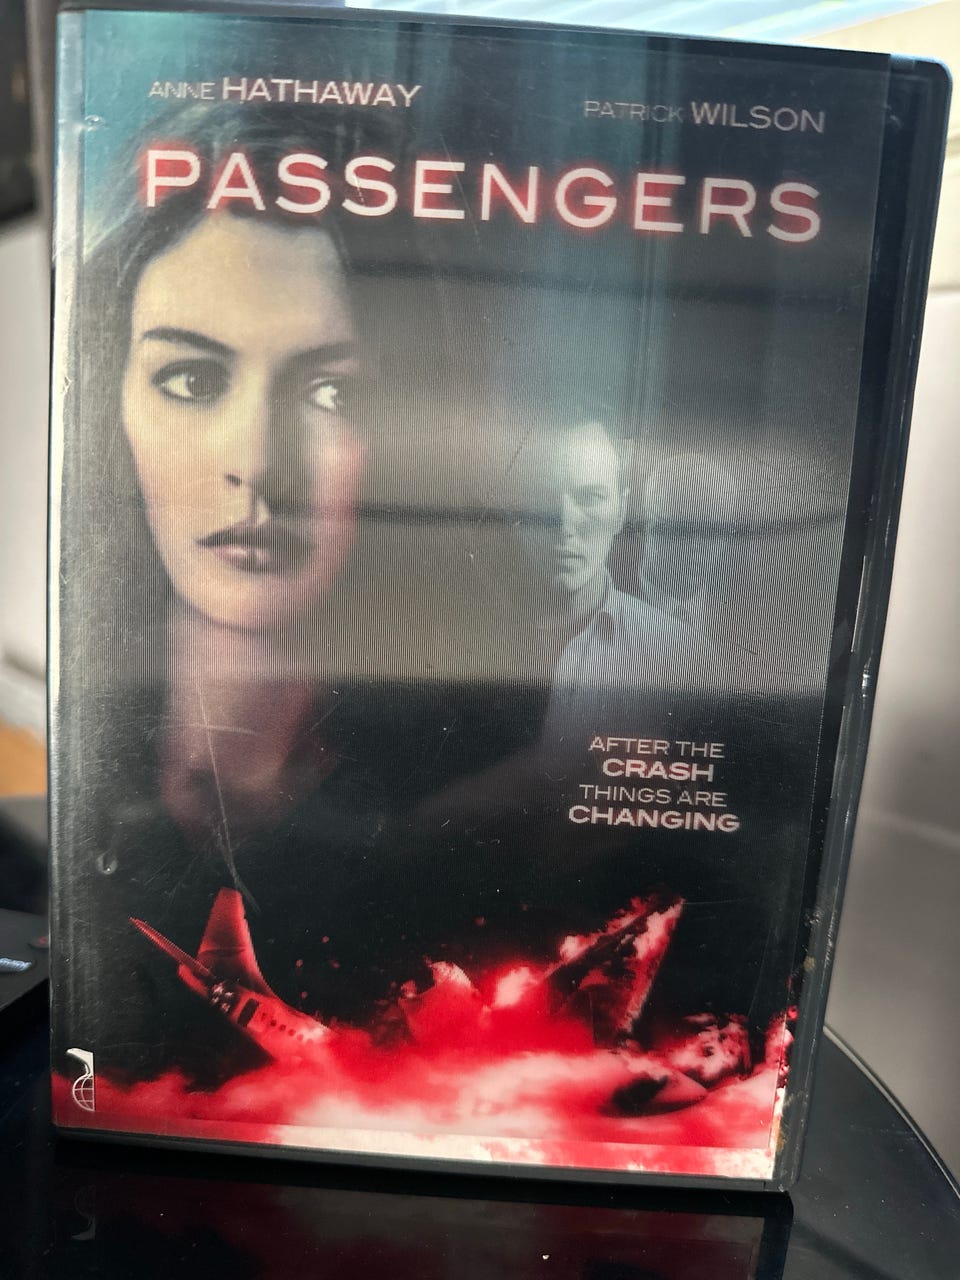 ANNE HATHAWAY
PATRICK WILSON
PASSENGERS
AFTER THE
CRASH
THINGS ARE
CHANGING